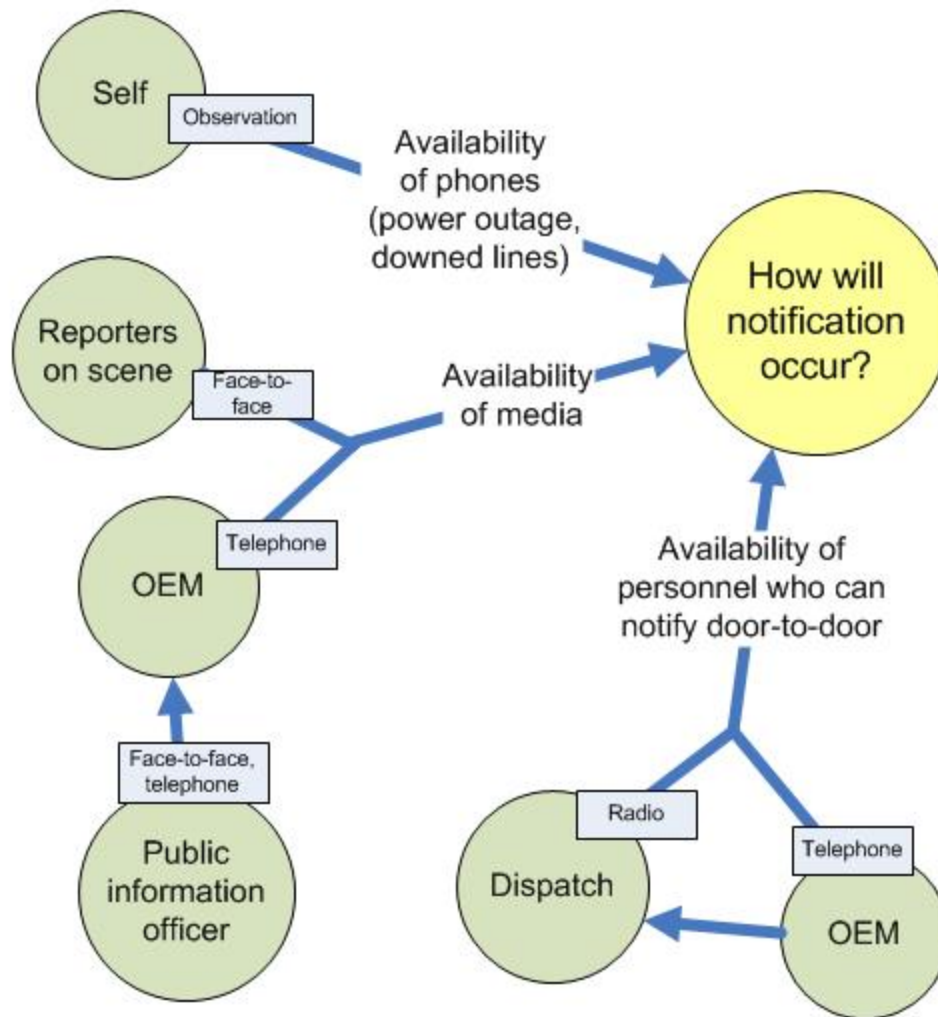 Self
Observation
Availability
of phones
(power outage,
downed lines)
How will
notification
occur?
Reporters
on scene
Face-to-
face
Availability
of media
OEM
Telephone
Availability of
personnel who can
notify door-to-door
Face-to-face,
telephone
Public
information
officer
Radio
Dispatch
Telephone
OEM